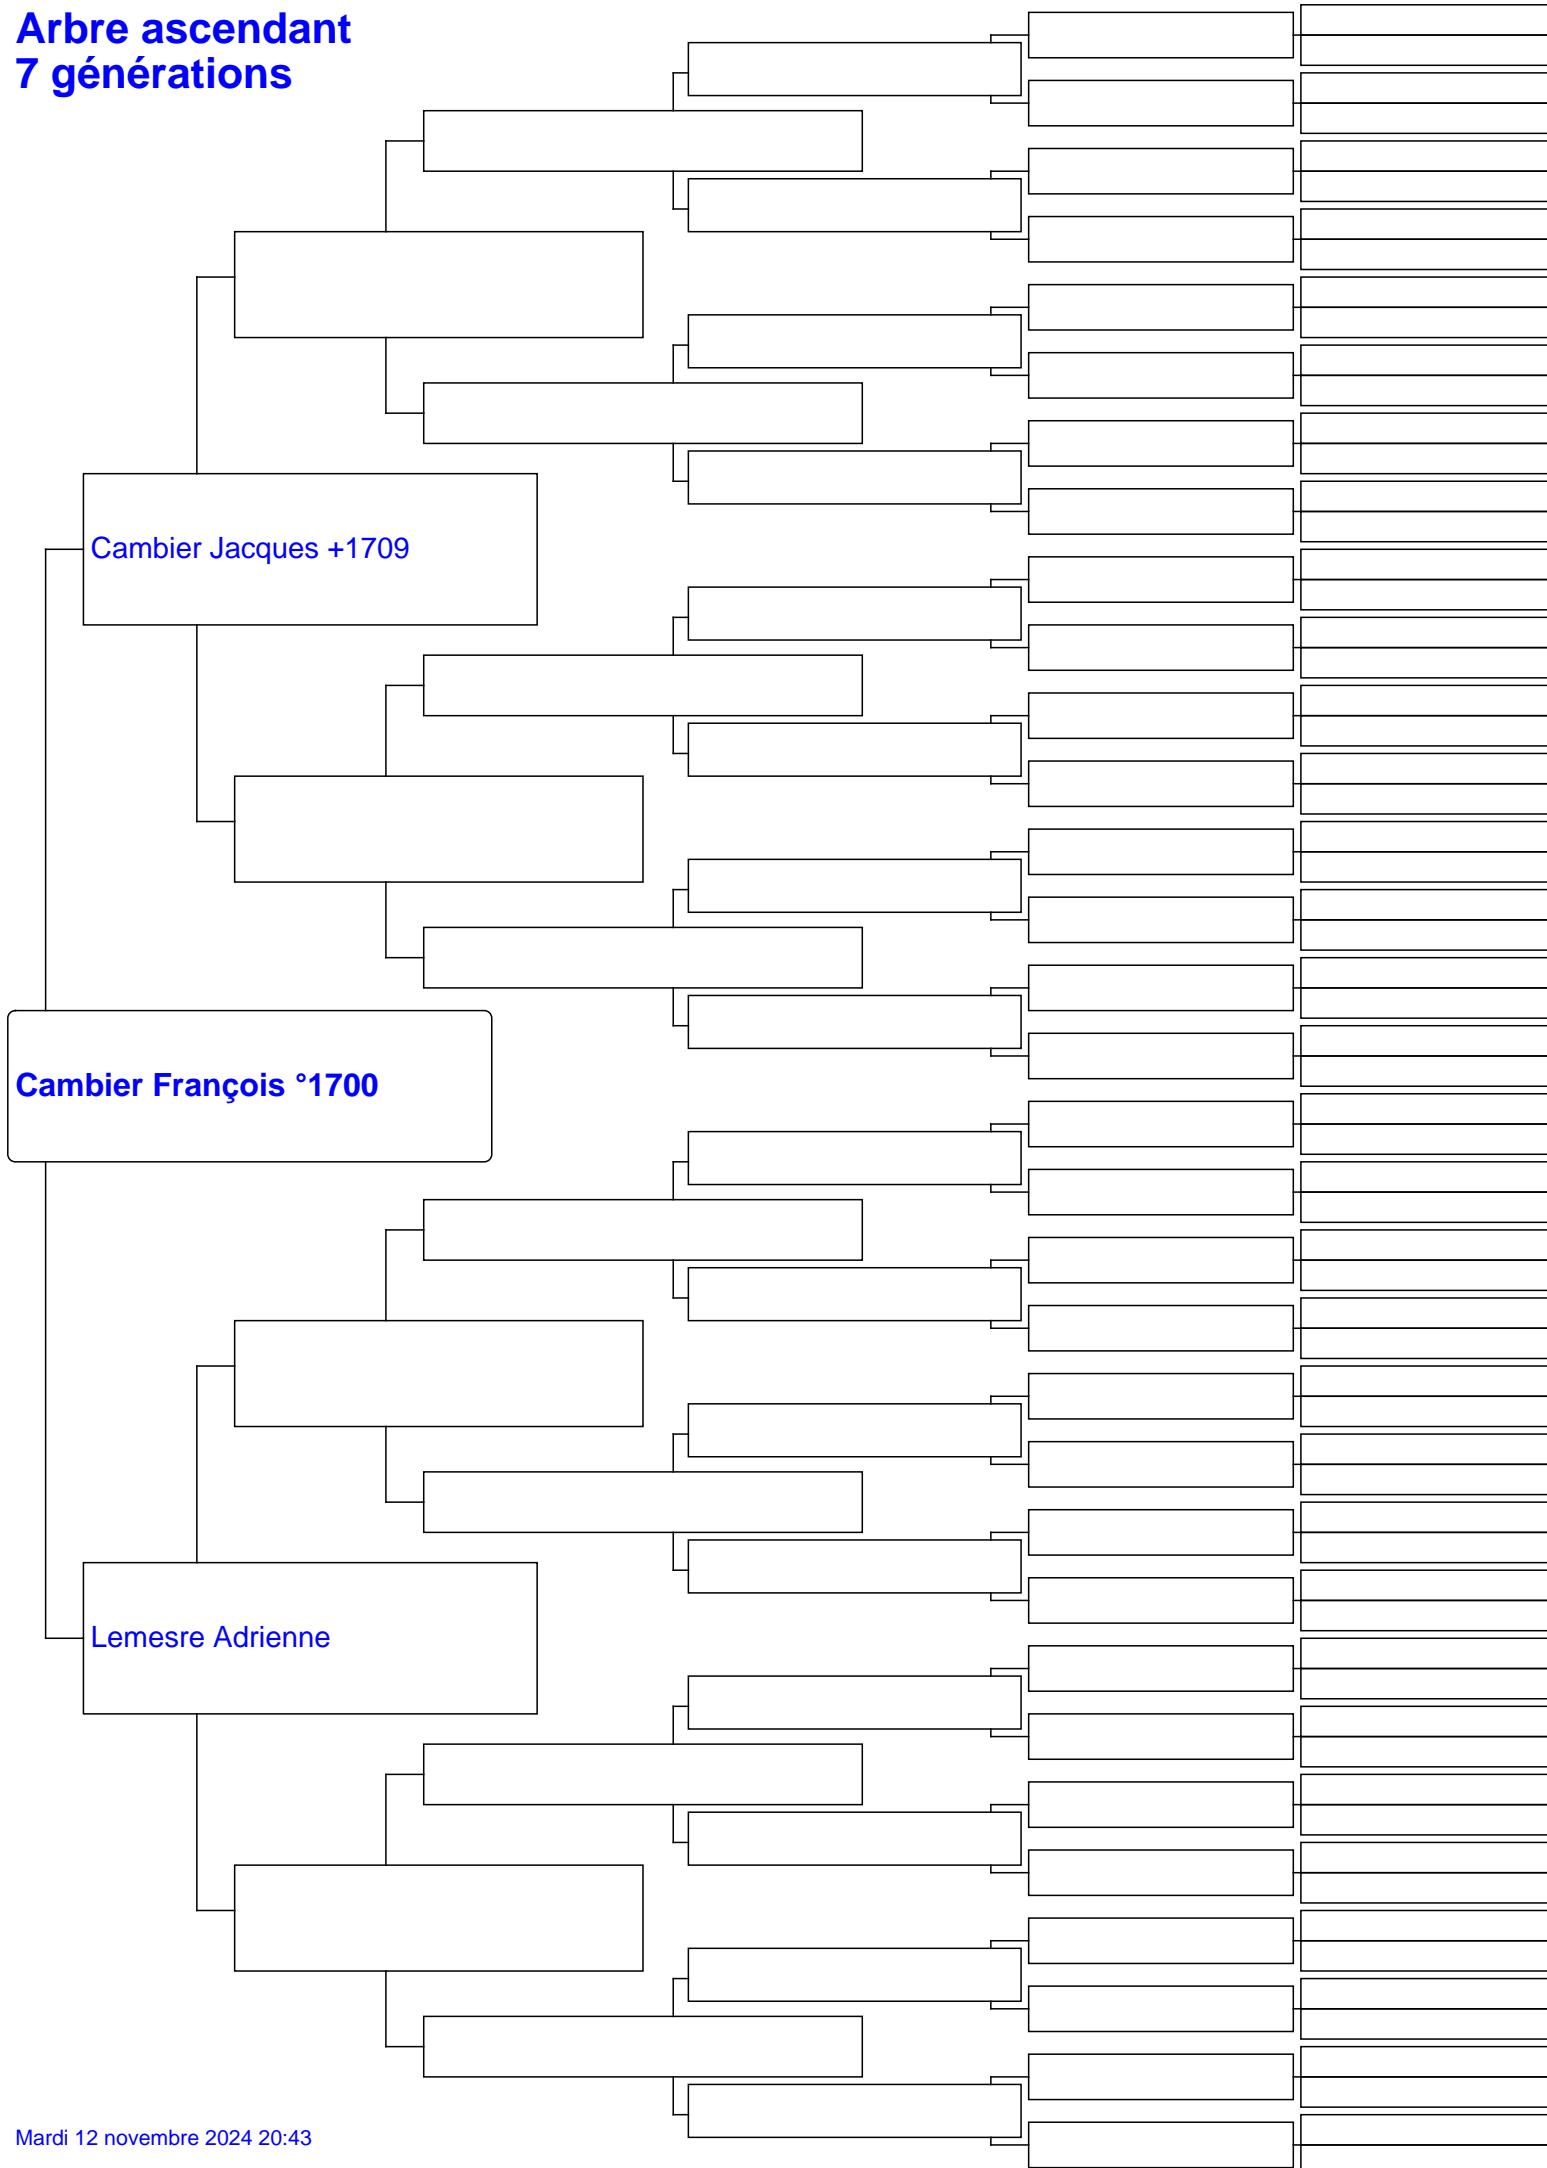 Arbre ascendant
7 générations
Cambier Jacques +1709
Cambier François °1700
Lemesre Adrienne
Mardi 12 novembre 2024 20:43